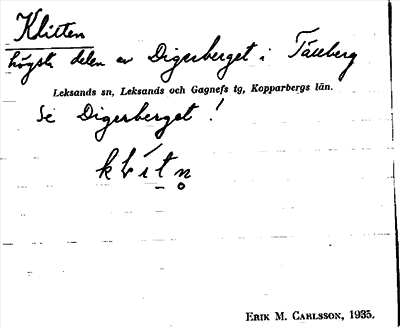 Klitten
högsta delen av Digerberget i Tällberg
Leksands sn, Leksands och Gagnefs tg, Kopparbergs län.
Se Digerberget!
ERIK M. CARLSSON, 1935.